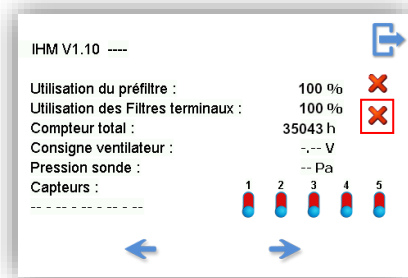 IHM V1.10 ----
Utilisation du préfiltre : 100 %
Utilisation des Filtres terminaux : 100 %
Compteur total : 35043 h
Consigne ventilateur : -.-- V
Pression sonde : -- Pa
Capteurs : 1 2 3 4 5
-- - -- - -- - -- - --